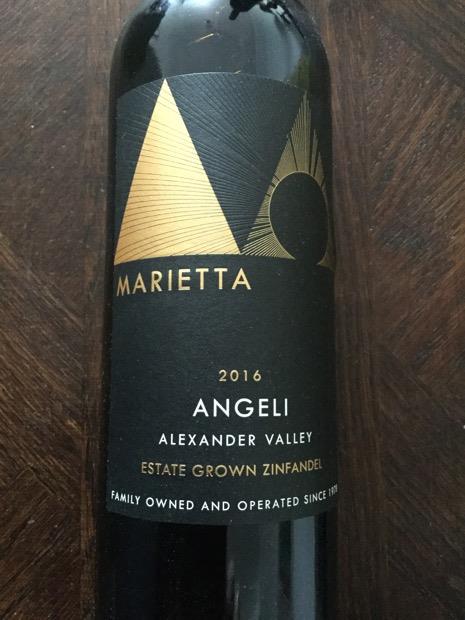 MARIETTA
2016
ANGELI
ALEXANDER VALLEY
ESTATE GROWN ZINFANDEL
FAMILY OWNED AND OPERATED SINCE